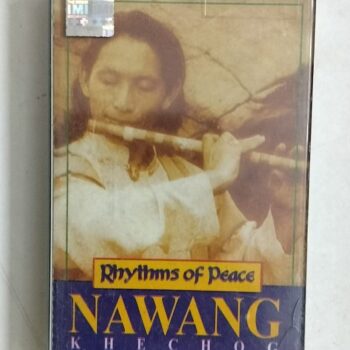 Rhythms of Peace
NAWANG
KHECHOG